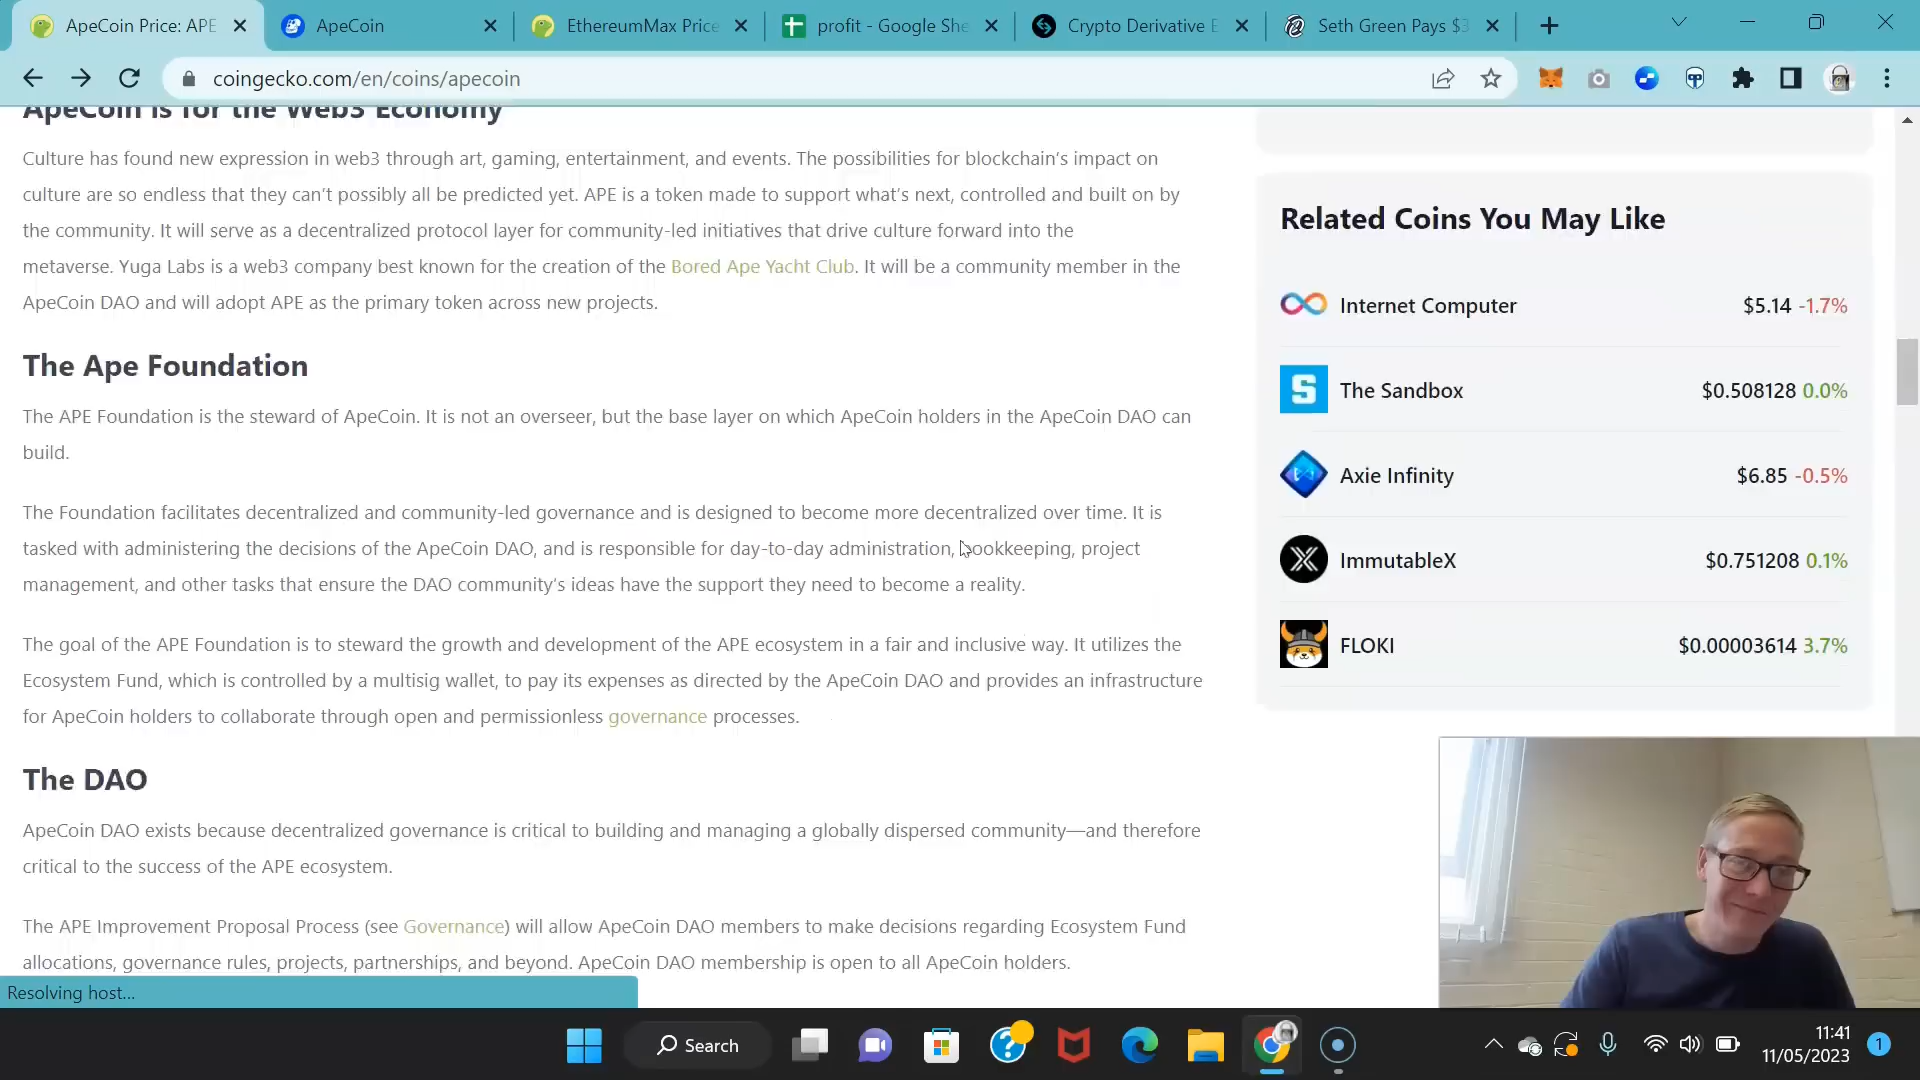 ApeCoin Price: APE
ApeCoin
EthereumMax Price
profit - Google She
Crypto Derivative E
Seth Green Pays $3
coingecko.com/en/coins/apecoin
ApeCoin is for the Web3 Economy
Culture has found new expression in web3 through art, gaming, entertainment, and events. The possibilities for blockchain’s impact on
culture are so endless that they can’t possibly all be predicted yet. APE is a token made to support what’s next, controlled and built on by
the community. It will serve as a decentralized protocol layer for community-led initiatives that drive culture forward into the
metaverse. Yuga Labs is a web3 company best known for the creation of the Bored Ape Yacht Club. It will be a community member in the
ApeCoin DAO and will adopt APE as the primary token across new projects.
The Ape Foundation
The APE Foundation is the steward of ApeCoin. It is not an overseer, but the base layer on which ApeCoin holders in the ApeCoin DAO can
build.
The Foundation facilitates decentralized and community-led governance and is designed to become more decentralized over time. It is
tasked with administering the decisions of the ApeCoin DAO, and is responsible for day-to-day administration, bookkeeping, project
management, and other tasks that ensure the DAO community’s ideas have the support they need to become a reality.
The goal of the APE Foundation is to steward the growth and development of the APE ecosystem in a fair and inclusive way. It utilizes the
Ecosystem Fund, which is controlled by a multisig wallet, to pay its expenses as directed by the ApeCoin DAO and provides an infrastructure
for ApeCoin holders to collaborate through open and permissionless governance processes.
The DAO
ApeCoin DAO exists because decentralized governance is critical to building and managing a globally dispersed community—and therefore
critical to the success of the APE ecosystem.
The APE Improvement Proposal Process (see Governance) will allow ApeCoin DAO members to make decisions regarding Ecosystem Fund
allocations, governance rules, projects, partnerships, and beyond. ApeCoin DAO membership is open to all ApeCoin holders.
Related Coins You May Like
Internet Computer $5.14 -1.7%
The Sandbox $0.508128 0.0%
Axie Infinity $6.85 -0.5%
ImmutableX $0.751208 0.1%
FLOKI $0.00003614 3.7%
Resolving host...
Search
11:41
11/05/2023
1